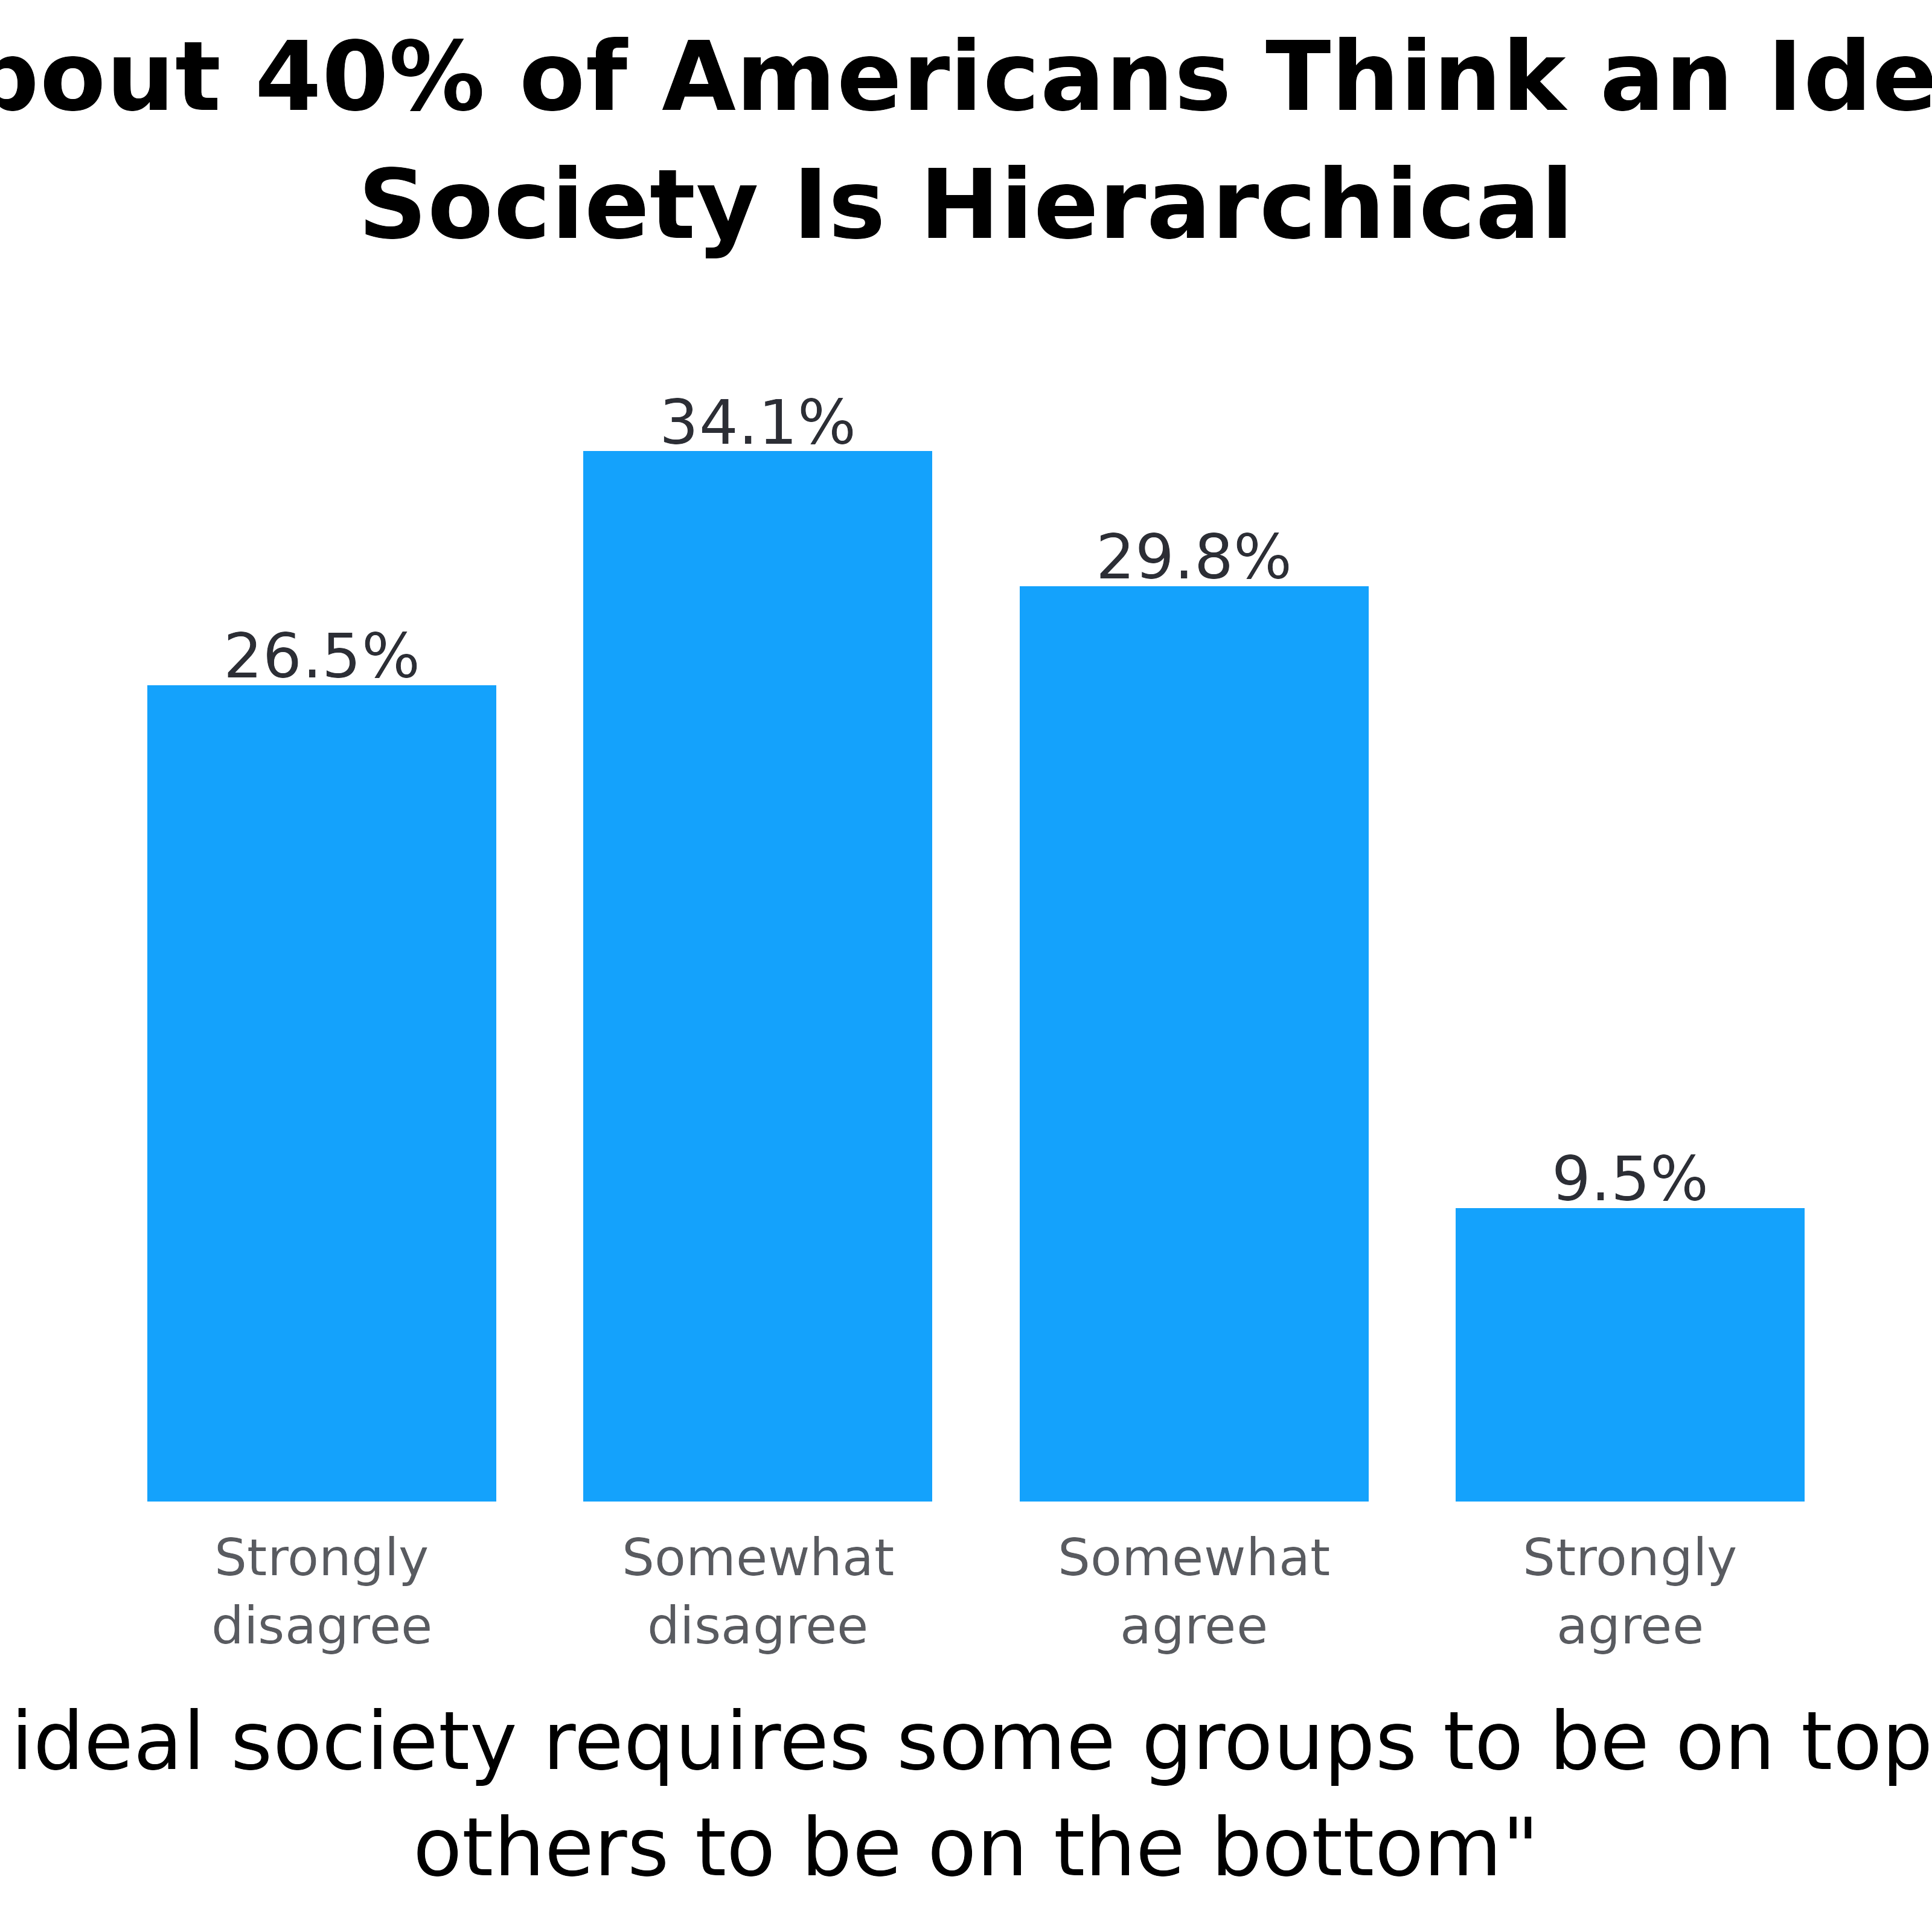 out 40% of Americans Think an Ide
Society Is Hierarchical
34.1%
29.8%
26.5%
9.5%
Strongly
disagree
Somewhat
disagree
Somewhat
agree
Strongly
agree
ideal society requires some groups to be on top
others to be on the bottom"